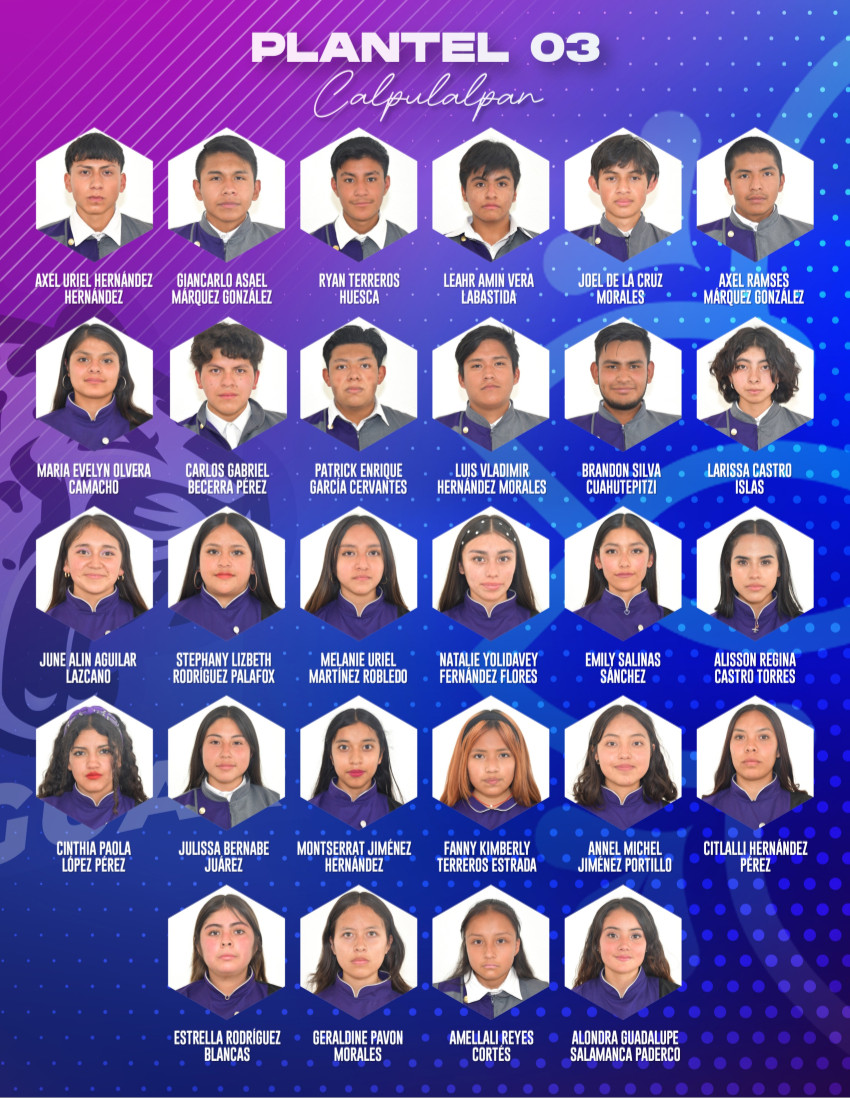 PLANTEL 03
Calpulalpan
AXEL URIEL HERNÁNDEZ
HERNÁNDEZ
GIANCARLO ASAEL
MÁRQUEZ GONZÁLEZ
RYAN TERREROS
HUESCA
LEAHR AMIN VERA
LABASTIDA
JOEL DE LA CRUZ
MORALES
AXEL RAMSES
MÁRQUEZ GONZÁLEZ
MARIA EVELYN OLVERA
CAMACHO
CARLOS GABRIEL
BECERRA PÉREZ
PATRICK ENRIQUE
GARCÍA CERVANTES
LUIS VLADIMIR
HERNÁNDEZ MORALES
BRANDON SILVA
CUAHUTEPITZI
LARISSA CASTRO
ISLAS
JUNE ALIN AGUILAR
LAZCANO
STEPHANY LIZBETH
RODRÍGUEZ PALAFOX
MELANIE URIEL
MARTÍNEZ ROBLEDO
NATALIE YOLIDAVEY
FERNÁNDEZ FLORES
EMILY SALINAS
SÁNCHEZ
ALISSON REGINA
CASTRO TORRES
CINTHIA PAOLA
LÓPEZ PÉREZ
JULISSA BERNABE
JUÁREZ
MONTSERRAT JIMÉNEZ
HERNÁNDEZ
FANNY KIMBERLY
TERREROS ESTRADA
ANNEL MICHEL
JIMÉNEZ PORTILLO
CITLALLI HERNÁNDEZ
PÉREZ
ESTRELLA RODRÍGUEZ
BLANCAS
GERALDINE PAVON
MORALES
AMELLALI REYES
CORTÉS
ALONDRA GUADALUPE
SALAMANCA PADERCO